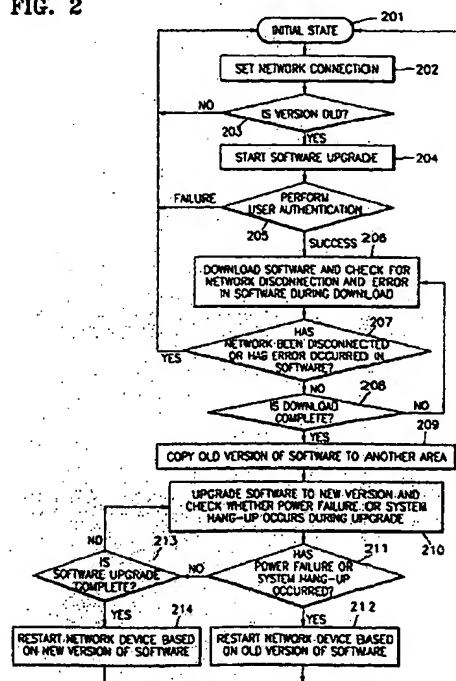 FIG. 2
INITIAL STATE
201
SET NETWORK CONNECTION
202
NO
IS VERSION OLD?
203
YES
START SOFTWARE UPGRADE
204
FAILURE
PERFORM
USER AUTHENTICATION
205
SUCCESS
206
DOWNLOAD SOFTWARE AND CHECK FOR
NETWORK DISCONNECTION AND ERROR
IN SOFTWARE DURING DOWNLOAD
207
HAS
NETWORK BEEN DISCONNECTED
OR HAS ERROR OCCURRED IN
SOFTWARE?
YES
NO
208
IS DOWNLOAD
COMPLETE?
NO
YES
209
COPY OLD VERSION OF SOFTWARE TO ANOTHER AREA
UPGRADE SOFTWARE TO NEW VERSION AND
CHECK WHETHER POWER FAILURE OR SYSTEM
HANG-UP OCCURS DURING UPGRADE
210
NO
213
IS
SOFTWARE UPGRADE
COMPLETE?
NO
HAS
POWER FAILURE OR
SYSTEM HANG-UP
OCCURRED?
211
YES
214
YES
212
RESTART NETWORK DEVICE BASED
ON NEW VERSION OF SOFTWARE
RESTART NETWORK DEVICE BASED
ON OLD VERSION OF SOFTWARE